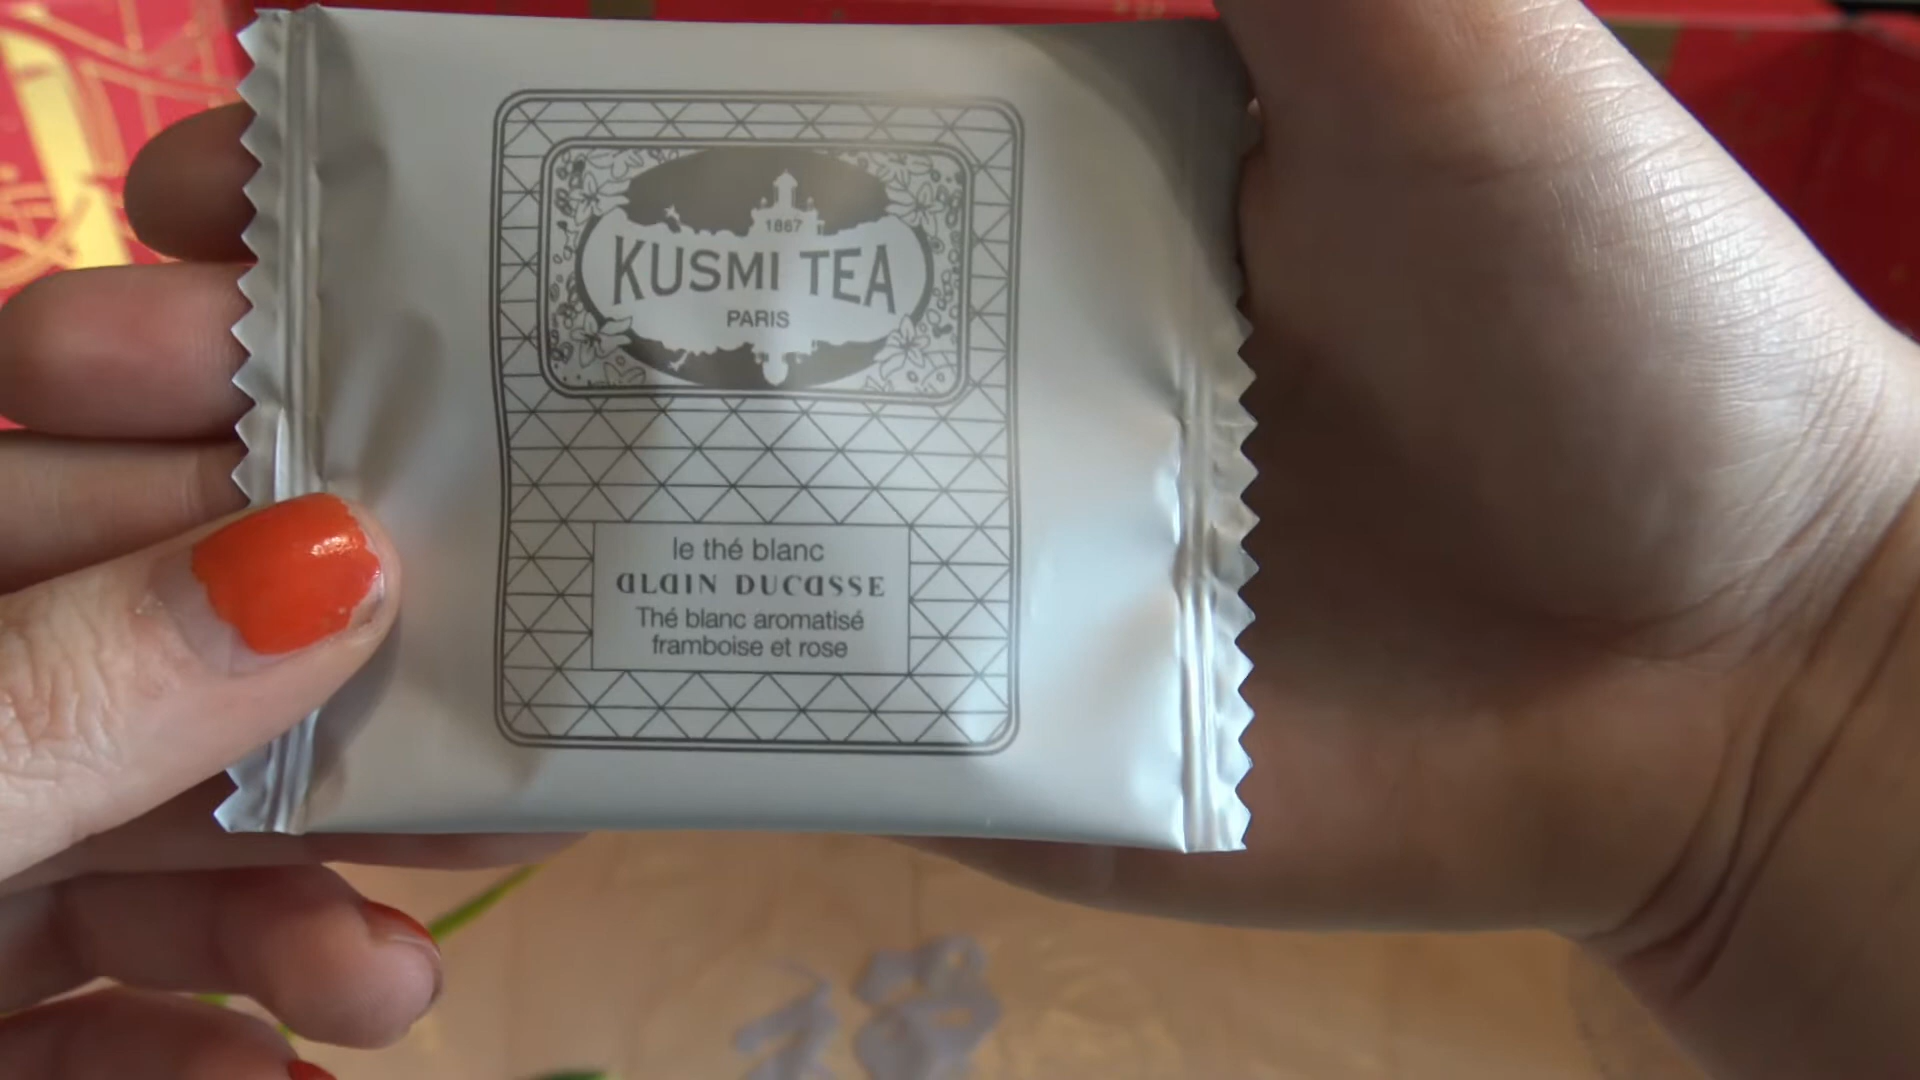 1867
KUSMI TEA
PARIS
le thé blanc
alain Ducasse
Thé blanc aromatisé
framboise et rose